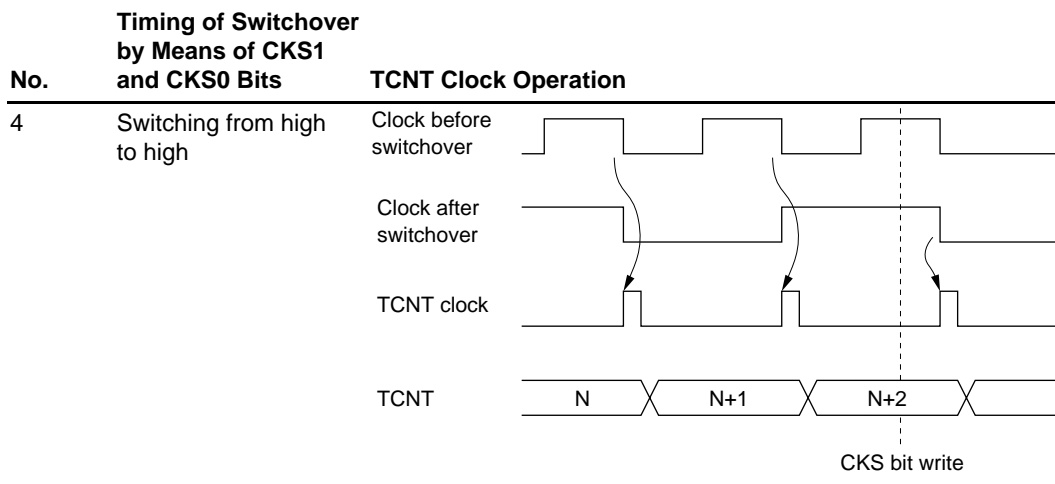 Timing of Switchover
by Means of CKS1
No. and CKS0 Bits TCNT Clock Operation
4 Switching from high
to high
Clock before
switchover
Clock after
switchover
TCNT clock
TCNT N N+1 N+2
CKS bit write